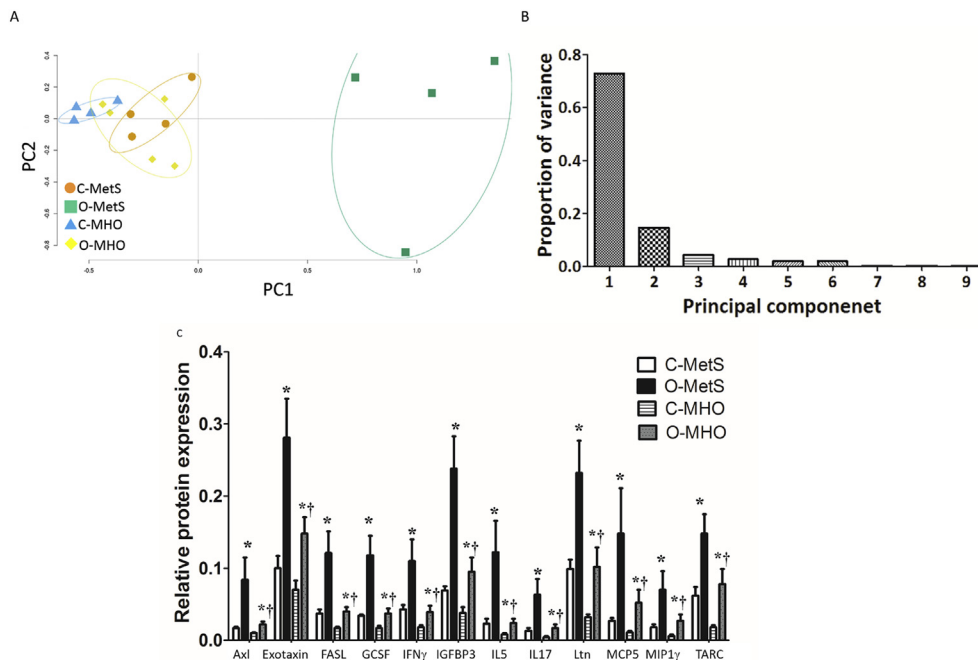 A
PC2
0.4
0.2
0.0
-0.2
-0.4
-0.6
-0.8
C-MetS
O-MetS
C-MHO
O-MHO
-0.5
0.0
0.5
1.0
PC1
B
Proportion of variance
0.8
0.6
0.4
0.2
0.0
1 2 3 4 5 6 7 8 9
Principal componenet
c
Relative protein expression
0.4
0.3
0.2
0.1
0.0
C-MetS
O-MetS
C-MHO
O-MHO
* *† * *† * *† * *† * *† * *† * *† * *† * *† * *† * *† * *†
Axl Exotaxin FASL GCSF IFNγ IGFBP3 IL5 IL17 Ltn MCP5 MIP1γ TARC